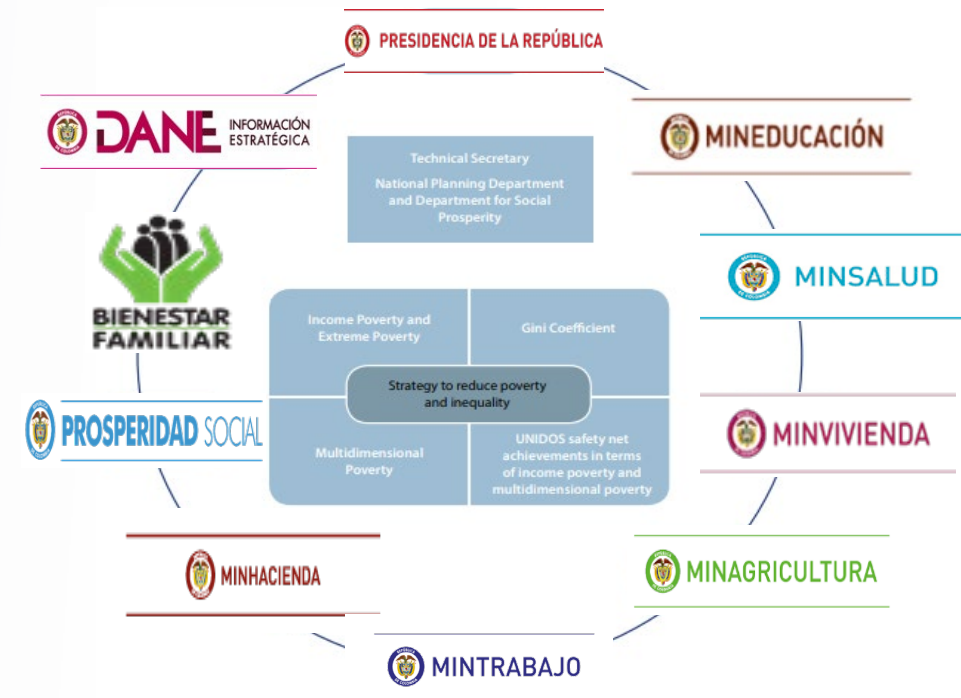 PRESIDENCIA DE LA REPÚBLICA
DANE INFORMACIÓN
ESTRATÉGICA
MINEDUCACIÓN
Technical Secretary
National Planning Department
and Department for Social
Prosperity
BIENESTAR
FAMILIAR
MINSALUD
Income Poverty and
Extreme Poverty
Gini Coefficient
Strategy to reduce poverty
and inequality
PROSPERIDAD SOCIAL
MINVIVIENDA
Multidimensional
Poverty
UNIDOS safety net
achievements in terms
of income poverty and
multidimensional poverty
MINHACIENDA
MINAGRICULTURA
MINTRABAJO